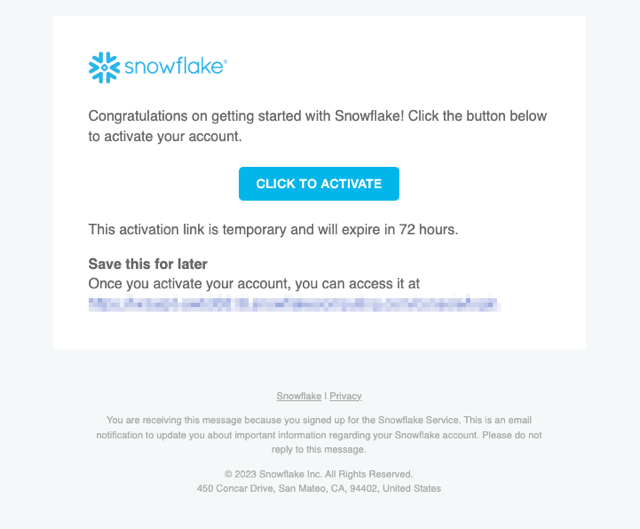 snowflake®
Congratulations on getting started with Snowflake! Click the button below
to activate your account.
CLICK TO ACTIVATE
This activation link is temporary and will expire in 72 hours.
Save this for later
Once you activate your account, you can access it at
Snowflake | Privacy
You are receiving this message because you signed up for the Snowflake Service. This is an email
notification to update you about important information regarding your Snowflake account. Please do not
reply to this message.
© 2023 Snowflake Inc. All Rights Reserved.
450 Concar Drive, San Mateo, CA, 94402, United States